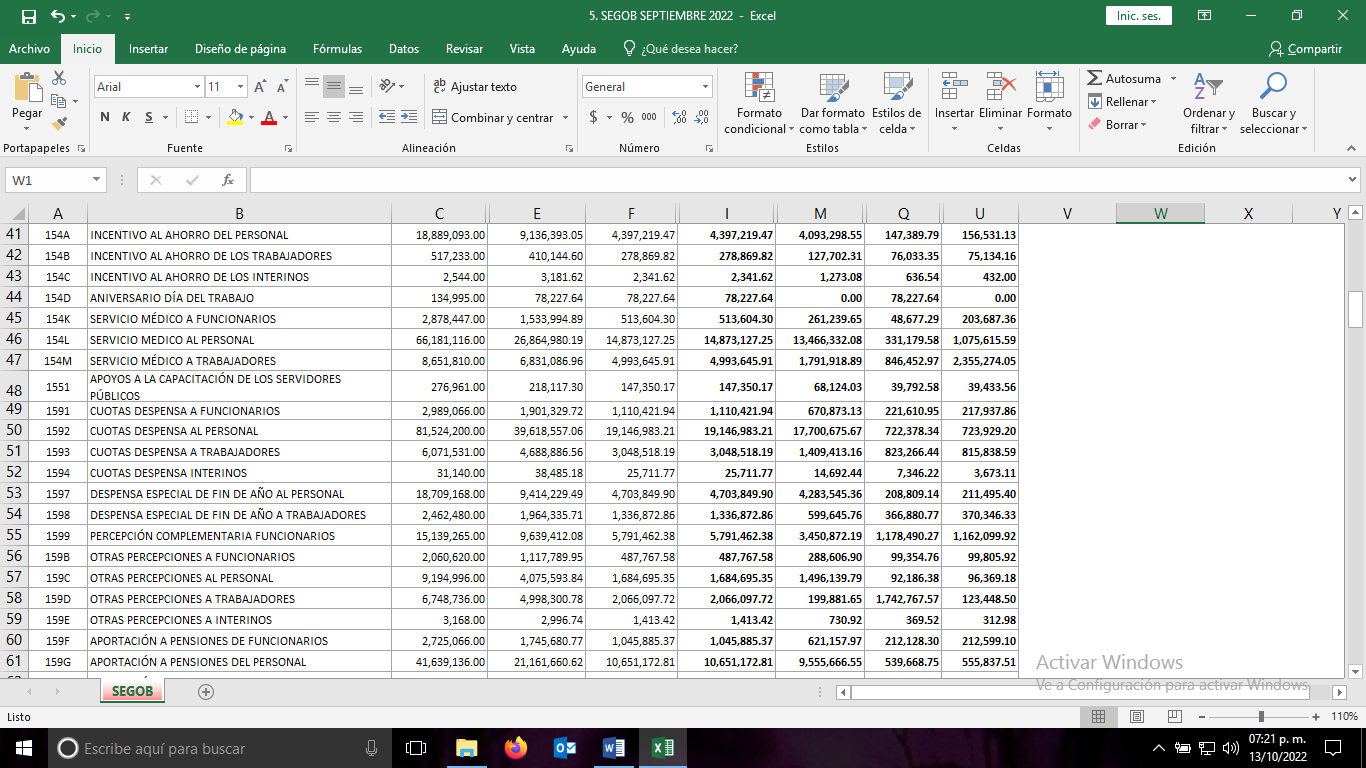 5. SEGOB SEPTIEMBRE 2022 - Excel
Inic. ses.
Archivo Inicio Insertar Diseño de página Fórmulas Datos Revisar Vista Ayuda ¿Qué desea hacer? Compartir
Pegar
Arial 11
N K S
Ajustar texto
Combinar y centrar
General
$ % 000
Formato condicional
Dar formato como tabla
Estilos de celda
Insertar Eliminar Formato
Autosuma
Rellenar
Borrar
Ordenar y filtrar
Buscar y seleccionar
Portapapeles Fuente Alineación Número Estilos Celdas Edición
W1 fx
A B C E F I M Q U V W X Y
41 154A INCENTIVO AL AHORRO DEL PERSONAL 18,889,093.00 9,136,393.05 4,397,219.47 4,397,219.47 4,093,298.55 147,389.79 156,531.13
42 154B INCENTIVO AL AHORRO DE LOS TRABAJADORES 517,233.00 410,144.60 278,869.82 278,869.82 127,702.31 76,033.35 75,134.16
43 154C INCENTIVO AL AHORRO DE LOS INTERINOS 2,544.00 3,181.62 2,341.62 2,341.62 1,273.08 636.54 432.00
44 154D ANIVERSARIO DÍA DEL TRABAJO 134,995.00 78,227.64 78,227.64 78,227.64 0.00 78,227.64 0.00
45 154K SERVICIO MÉDICO A FUNCIONARIOS 2,878,447.00 1,533,994.89 513,604.30 513,604.30 261,239.65 48,677.29 203,687.36
46 154L SERVICIO MEDICO AL PERSONAL 66,181,116.00 26,864,980.19 14,873,127.25 14,873,127.25 13,466,332.08 331,179.58 1,075,615.59
47 154M SERVICIO MÉDICO A TRABAJADORES 8,651,810.00 6,831,086.96 4,993,645.91 4,993,645.91 1,791,918.89 846,452.97 2,355,274.05
48 1551 APOYOS A LA CAPACITACIÓN DE LOS SERVIDORES PÚBLICOS 276,961.00 218,117.30 147,350.17 147,350.17 68,124.03 39,792.58 39,433.56
49 1591 CUOTAS DESPENSA A FUNCIONARIOS 2,989,066.00 1,901,329.72 1,110,421.94 1,110,421.94 670,873.13 221,610.95 217,937.86
50 1592 CUOTAS DESPENSA AL PERSONAL 81,524,200.00 39,618,557.06 19,146,983.21 19,146,983.21 17,700,675.67 722,378.34 723,929.20
51 1593 CUOTAS DESPENSA A TRABAJADORES 6,071,531.00 4,688,886.56 3,048,518.19 3,048,518.19 1,409,413.16 823,266.44 815,838.59
52 1594 CUOTAS DESPENSA INTERINOS 31,140.00 38,485.18 25,711.77 25,711.77 14,692.44 7,346.22 3,673.11
53 1597 DESPENSA ESPECIAL DE FIN DE AÑO AL PERSONAL 18,709,168.00 9,414,229.49 4,703,849.90 4,703,849.90 4,283,545.36 208,809.14 211,495.40
54 1598 DESPENSA ESPECIAL DE FIN DE AÑO A TRABAJADORES 2,462,480.00 1,964,335.71 1,336,872.86 1,336,872.86 599,645.76 366,880.77 370,346.33
55 1599 PERCEPCIÓN COMPLEMENTARIA FUNCIONARIOS 15,139,265.00 9,639,412.08 5,791,462.38 5,791,462.38 3,450,872.19 1,178,490.27 1,162,099.92
56 159B OTRAS PERCEPCIONES A FUNCIONARIOS 2,060,620.00 1,117,789.95 487,767.58 487,767.58 288,606.90 99,354.76 99,805.92
57 159C OTRAS PERCEPCIONES AL PERSONAL 9,194,996.00 4,075,593.84 1,684,695.35 1,684,695.35 1,496,139.79 92,186.38 96,369.18
58 159D OTRAS PERCEPCIONES A TRABAJADORES 6,748,736.00 4,998,300.78 2,066,097.72 2,066,097.72 199,881.65 1,742,767.57 123,448.50
59 159E OTRAS PERCEPCIONES A INTERINOS 3,168.00 2,996.74 1,413.42 1,413.42 730.92 369.52 312.98
60 159F APORTACIÓN A PENSIONES DE FUNCIONARIOS 2,725,066.00 1,745,680.77 1,045,885.37 1,045,885.37 621,157.97 212,128.30 212,599.10
61 159G APORTACIÓN A PENSIONES DEL PERSONAL 41,639,136.00 21,161,660.62 10,651,172.81 10,651,172.81 9,555,666.55 539,668.75 555,837.51
Activar Windows
Ve a Configuración para activar Windows.
SEGOB
Listo 110%
Escribe aquí para buscar
07:21 p. m.
13/10/2022